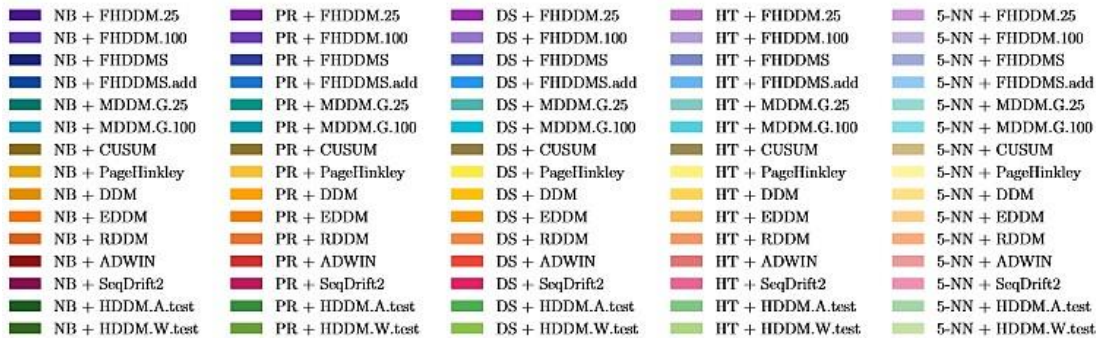 NB + FHDDM.25 PR + FHDDM.25 DS + FHDDM.25 HT + FHDDM.25 5-NN + FHDDM.25
NB + FHDDM.100 PR + FHDDM.100 DS + FHDDM.100 HT + FHDDM.100 5-NN + FHDDM.100
NB + FHDDMS PR + FHDDMS DS + FHDDMS HT + FHDDMS 5-NN + FHDDMS
NB + FHDDMS.add PR + FHDDMS.add DS + FHDDMS.add HT + FHDDMS.add 5-NN + FHDDMS.add
NB + MDDM.G.25 PR + MDDM.G.25 DS + MDDM.G.25 HT + MDDM.G.25 5-NN + MDDM.G.25
NB + MDDM.G.100 PR + MDDM.G.100 DS + MDDM.G.100 HT + MDDM.G.100 5-NN + MDDM.G.100
NB + CUSUM PR + CUSUM DS + CUSUM HT + CUSUM 5-NN + CUSUM
NB + PageHinkley PR + PageHinkley DS + PageHinkley HT + PageHinkley 5-NN + PageHinkley
NB + DDM PR + DDM DS + DDM HT + DDM 5-NN + DDM
NB + EDDM PR + EDDM DS + EDDM HT + EDDM 5-NN + EDDM
NB + RDDM PR + RDDM DS + RDDM HT + RDDM 5-NN + RDDM
NB + ADWIN PR + ADWIN DS + ADWIN HT + ADWIN 5-NN + ADWIN
NB + SeqDrift2 PR + SeqDrift2 DS + SeqDrift2 HT + SeqDrift2 5-NN + SeqDrift2
NB + HDDM.A.test PR + HDDM.A.test DS + HDDM.A.test HT + HDDM.A.test 5-NN + HDDM.A.test
NB + HDDM.W.test PR + HDDM.W.test DS + HDDM.W.test HT + HDDM.W.test 5-NN + HDDM.W.test